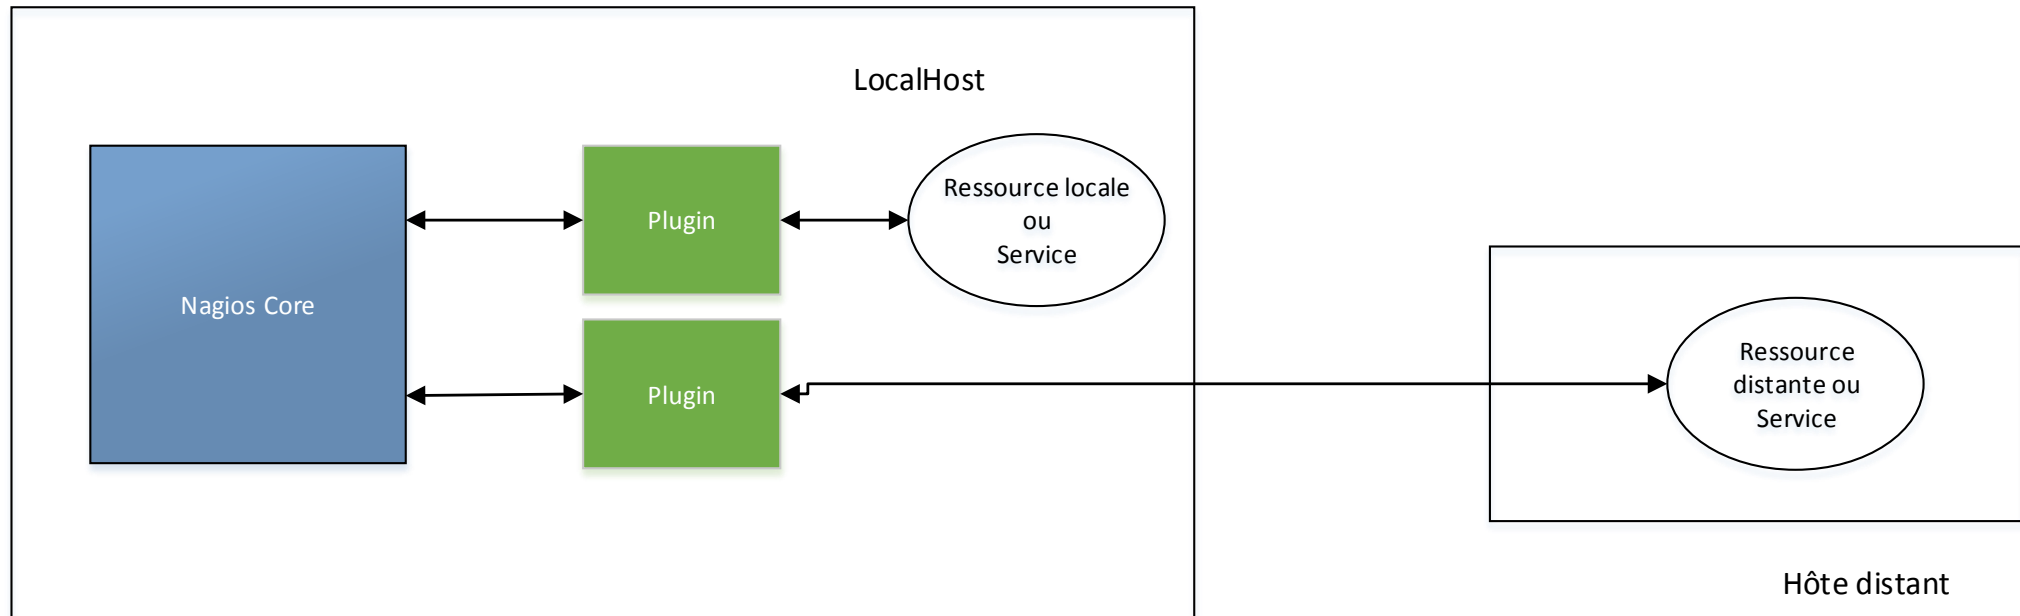 LocalHost
Nagios Core
Plugin
Ressource locale
ou
Service
Plugin
Ressource
distante ou
Service
Hôte distant